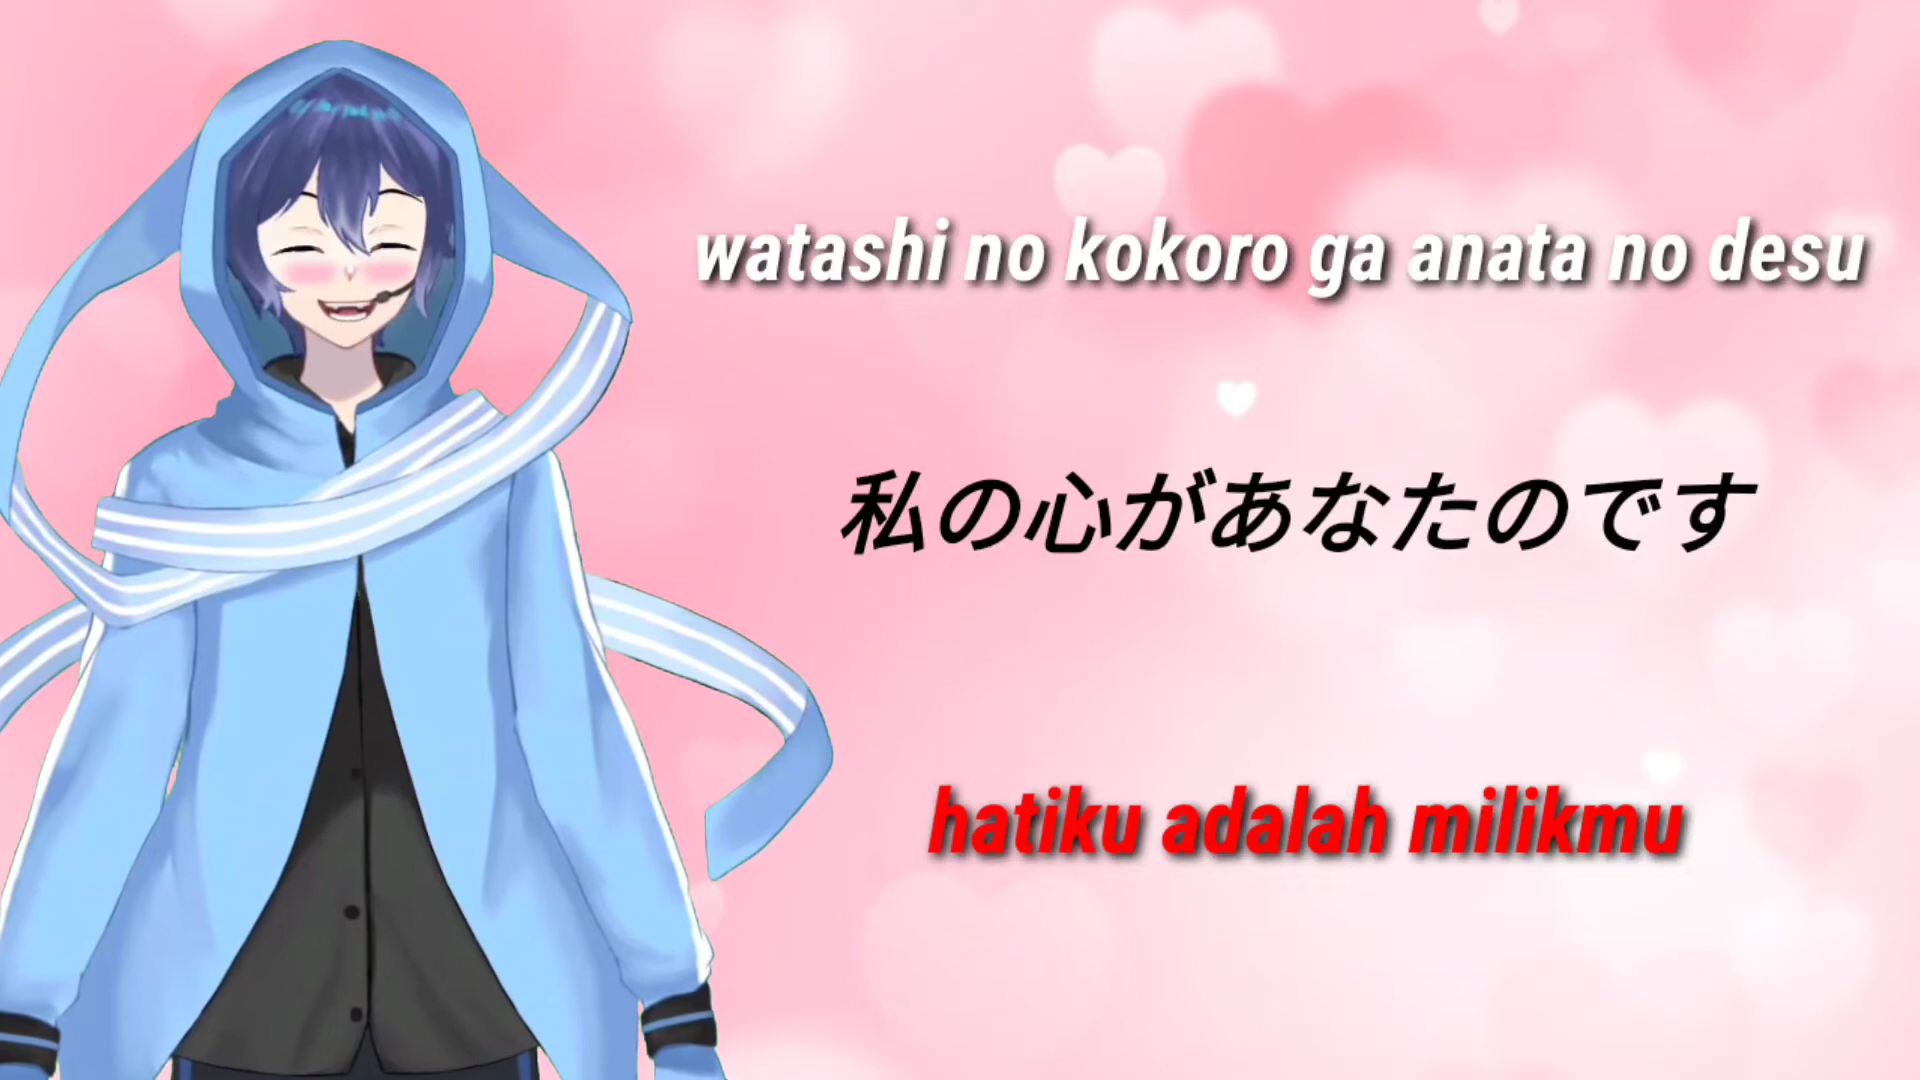 watashi no kokoro ga anata no desu
私の心があなたのです
hatiku adalah milikmu